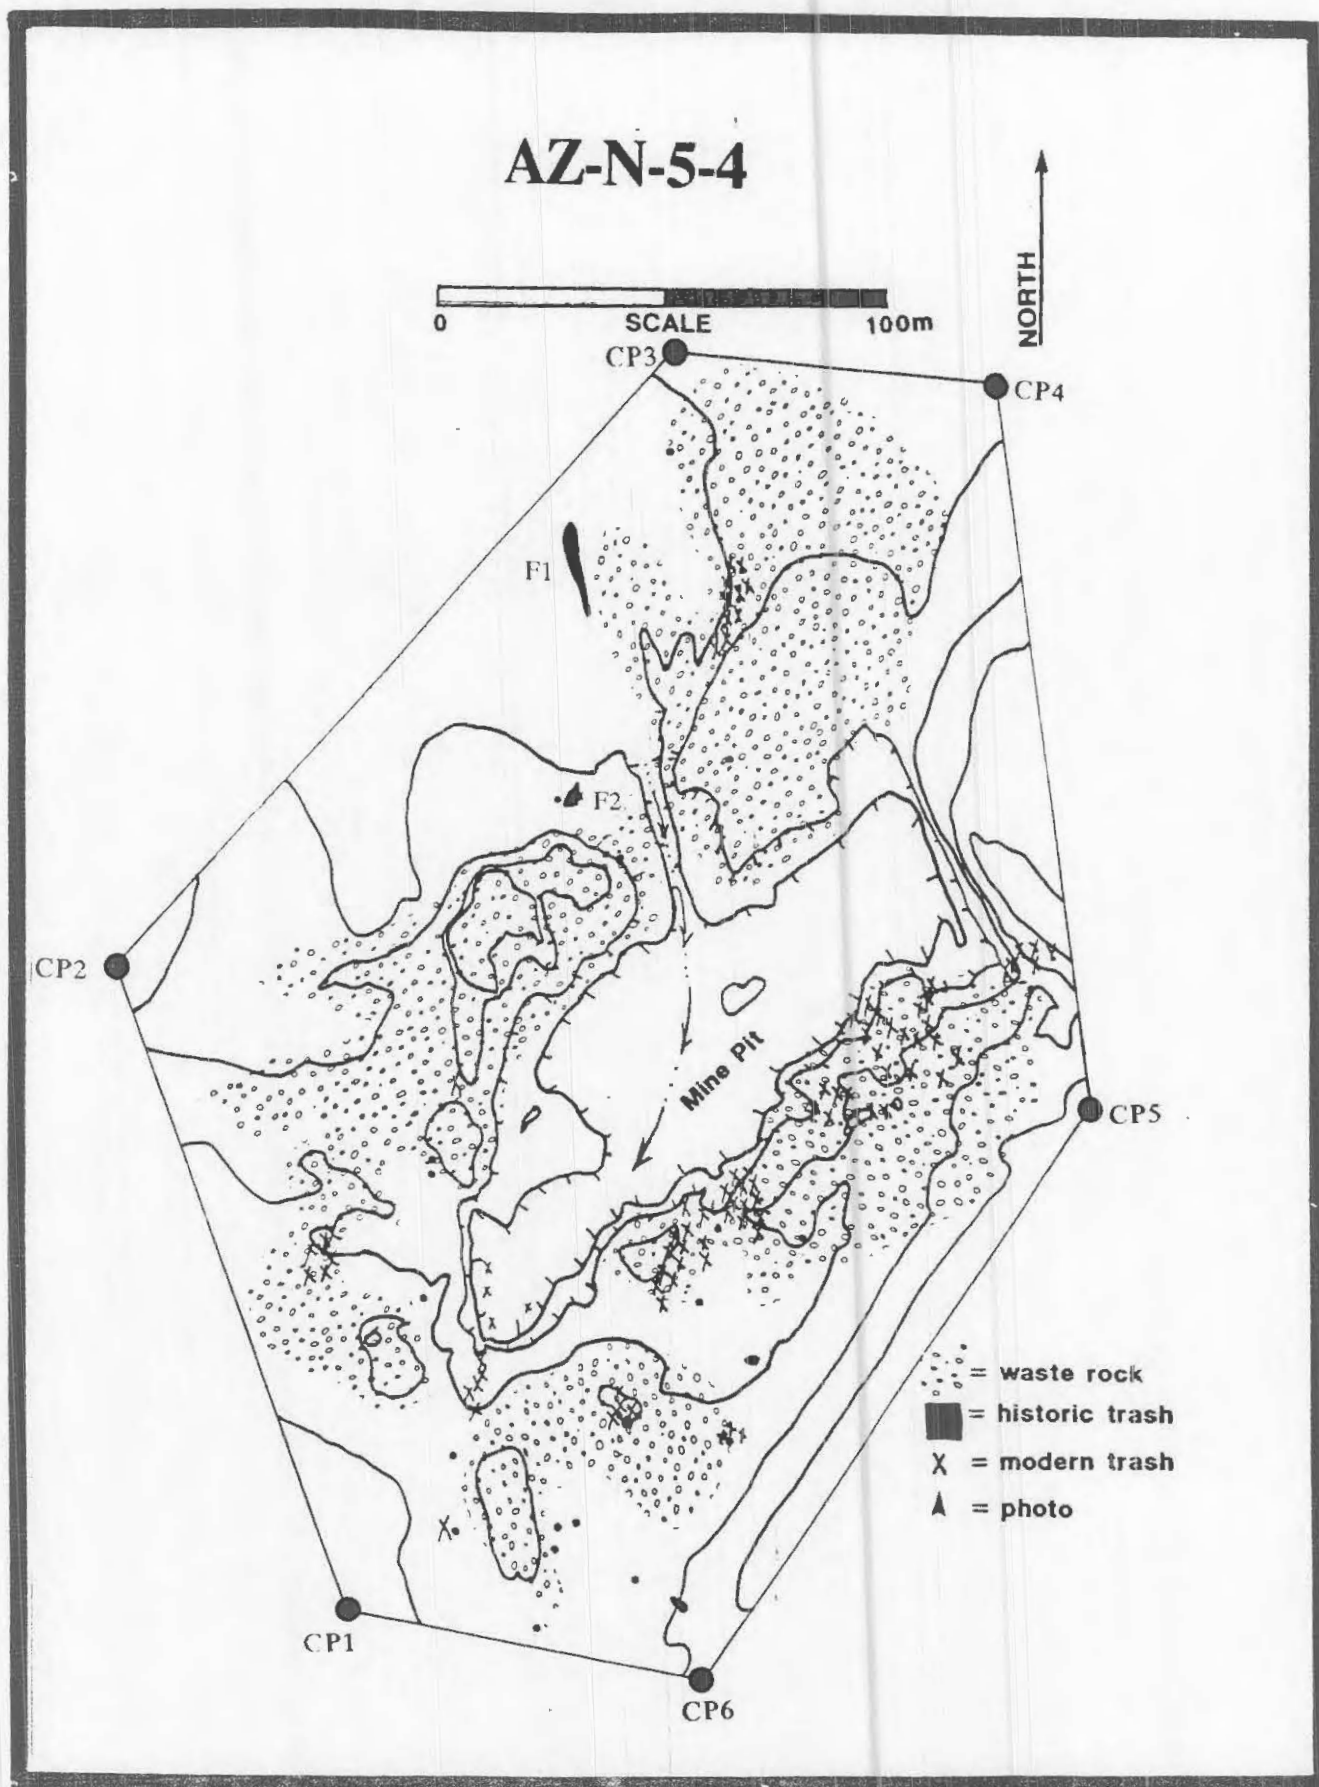 AZ-N-5-4
NORTH
0 SCALE 100m
CP3
CP4
F1
F2
CP2
Mine Pit
CP5
= waste rock
= historic trash
X = modern trash
= photo
CP1
CP6